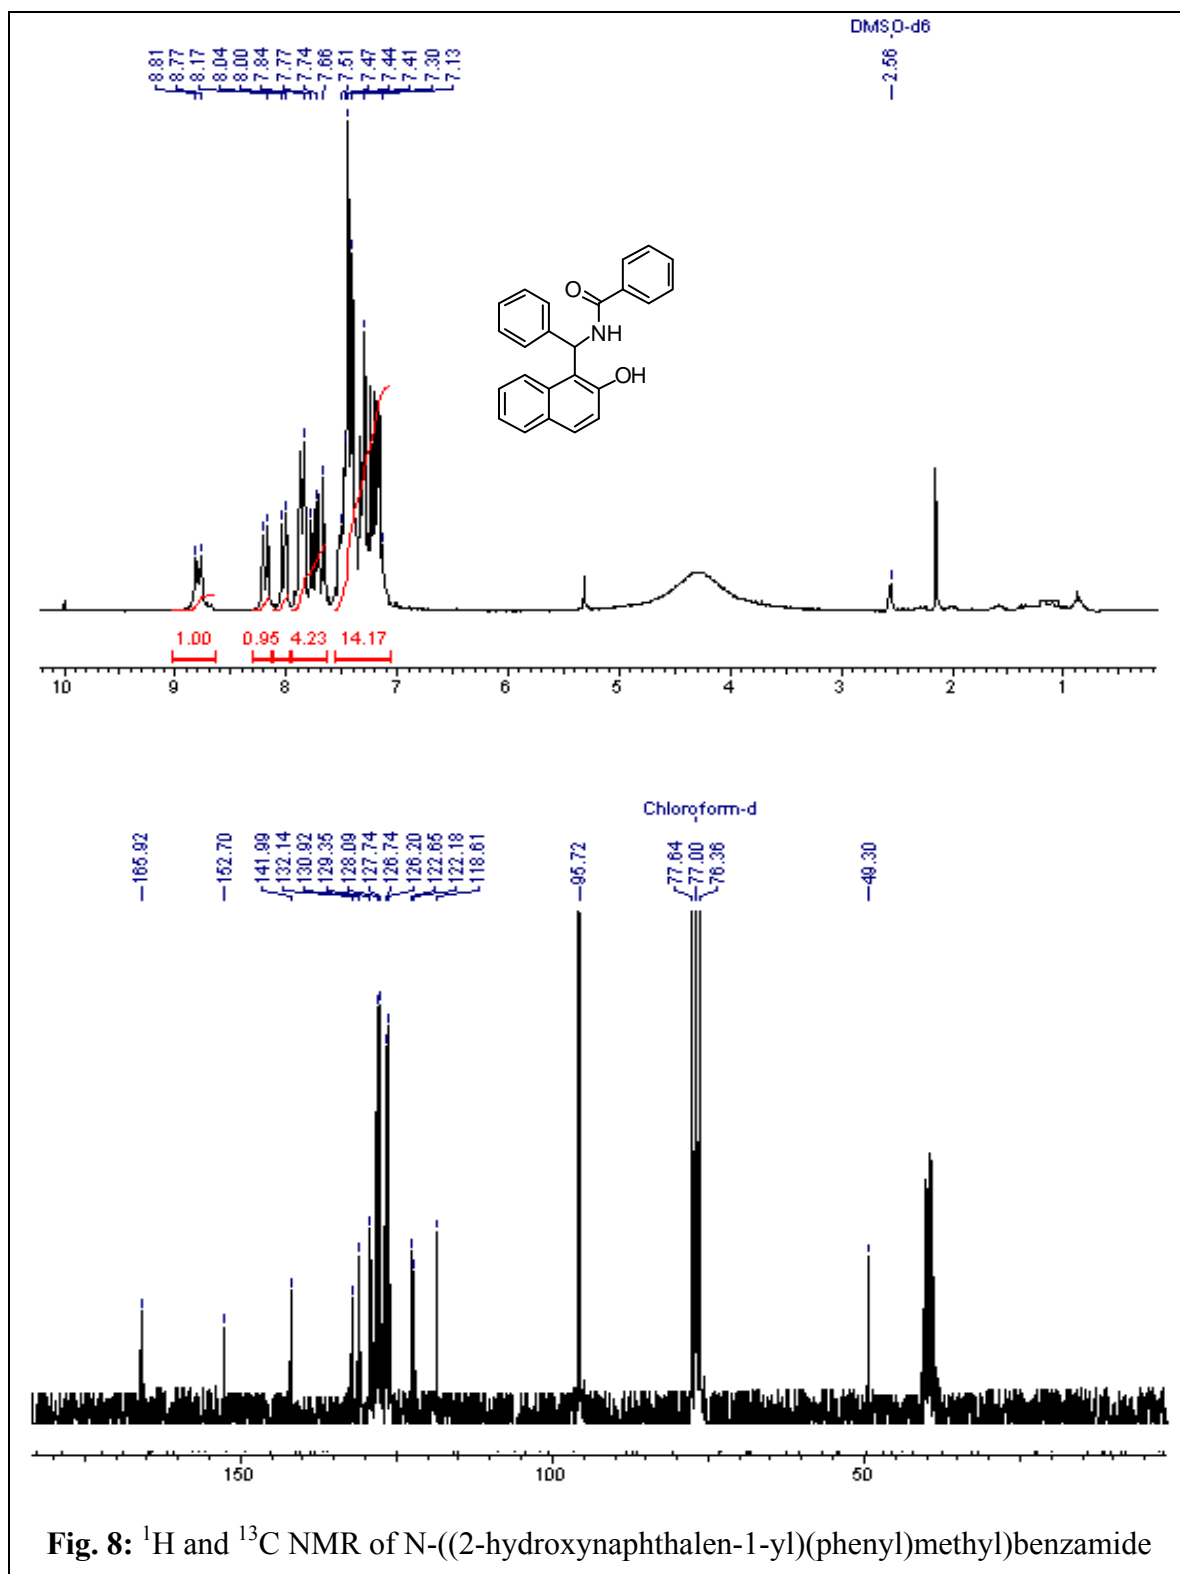 DMSO-d6
8.81 8.77 8.17 8.04 8.00 7.84 7.77 7.74 7.66 7.51 7.47 7.44 7.41 7.30 7.13
2.56
O
NH
OH
1.00 0.95 4.23 14.17
10 9 8 7 6 5 4 3 2 1
Chloroform-d
165.92 152.70 141.99 132.14 130.92 129.35 128.09 127.74 126.74 126.20 122.65 122.18 118.61 95.72 77.64 77.00 76.36 49.30
150 100 50
Fig. 8: ¹H and ¹³C NMR of N-((2-hydroxynaphthalen-1-yl)(phenyl)methyl)benzamide